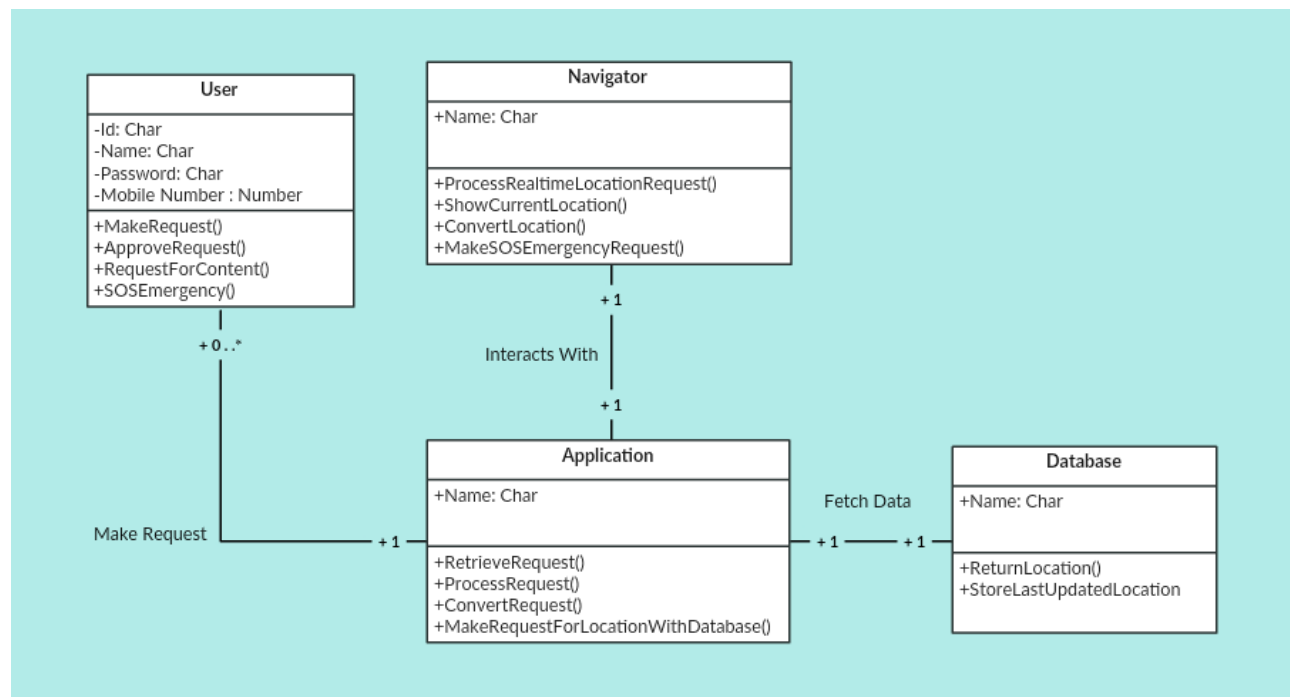 User
-Id: Char
-Name: Char
-Password: Char
-Mobile Number : Number
+MakeRequest()
+ApproveRequest()
+RequestForContent()
+SOSEmergency()
+ 0 . .*
Make Request
+ 1
Navigator
+Name: Char
+ProcessRealtimeLocationRequest()
+ShowCurrentLocation()
+ConvertLocation()
+MakeSOSEmergencyRequest()
+ 1
Interacts With
+ 1
Application
+Name: Char
+RetrieveRequest()
+ProcessRequest()
+ConvertRequest()
+MakeRequestForLocationWithDatabase()
Fetch Data
+ 1
+ 1
Database
+Name: Char
+ReturnLocation()
+StoreLastUpdatedLocation